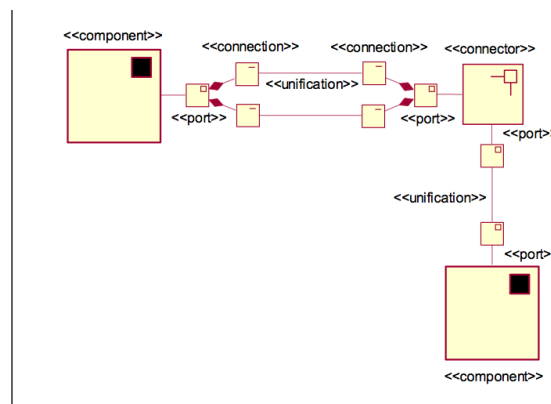 <<component>>
<<connection>>
<<connection>>
<<connector>>
<<unification>>
<<port>>
<<port>>
<<port>
<<unification>>
<<port>
<<component>>